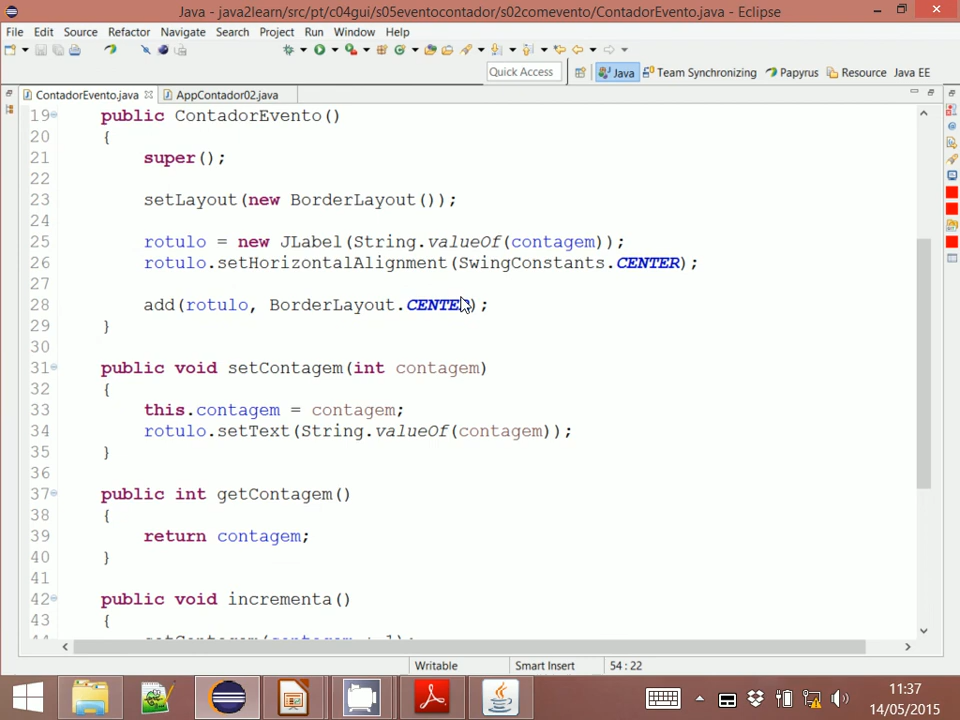 Java - java2learn/src/pt/c04gui/s05eventocontador/s02comevento/ContadorEvento.java - Eclipse
File Edit Source Refactor Navigate Search Project Run Window Help
Quick Access Java Team Synchronizing Papyrus Resource Java EE
ContadorEvento.java AppContador02.java
19 public ContadorEvento()
20 {
21 super();
22
23 setLayout(new BorderLayout());
24
25 rotulo = new JLabel(String.valueOf(contagem));
26 rotulo.setHorizontalAlignment(SwingConstants.CENTER);
27
28 add(rotulo, BorderLayout.CENTER);
29 }
30
31 public void setContagem(int contagem)
32 {
33 this.contagem = contagem;
34 rotulo.setText(String.valueOf(contagem));
35 }
36
37 public int getContagem()
38 {
39 return contagem;
40 }
41
42 public void incrementa()
43 {
Writable Smart Insert 54 : 22
11:37
14/05/2015